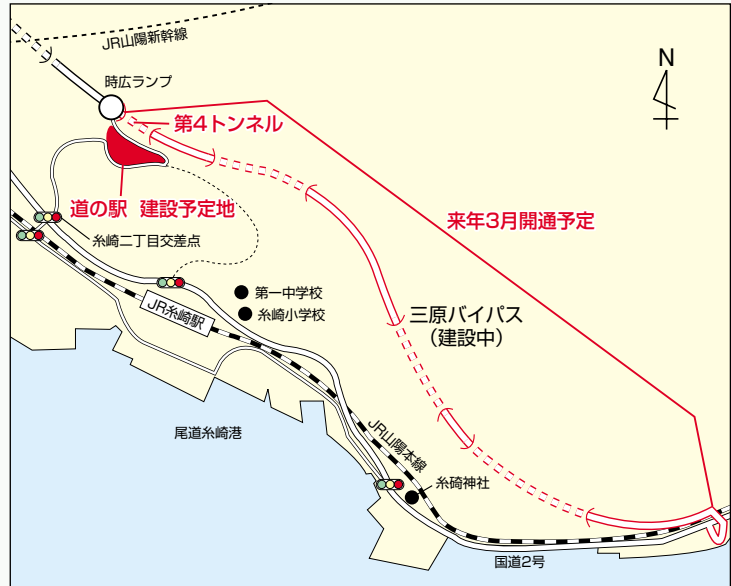 JR山陽新幹線
時広ランプ
N
第4トンネル
道の駅 建設予定地
来年3月開通予定
糸崎二丁目交差点
第一中学校
JR糸崎駅
糸崎小学校
三原バイパス
(建設中)
尾道糸崎港
JR山陽本線
糸碕神社
国道2号